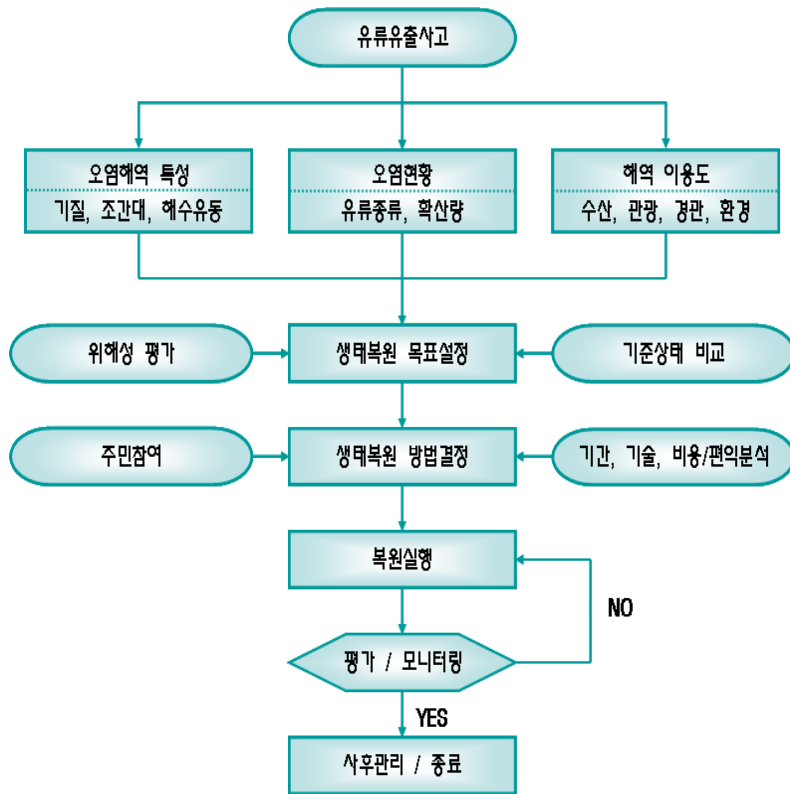 유류유출사고
오염해역 특성
기질, 조간대, 해수유동
오염현황
유류종류, 확산량
해역 이용도
수산, 관광, 경관, 환경
위해성 평가
생태복원 목표설정
기준상태 비교
주민참여
생태복원 방법결정
기간, 기술, 비용/편익분석
복원실행
NO
평가 / 모니터링
YES
사후관리 / 종료